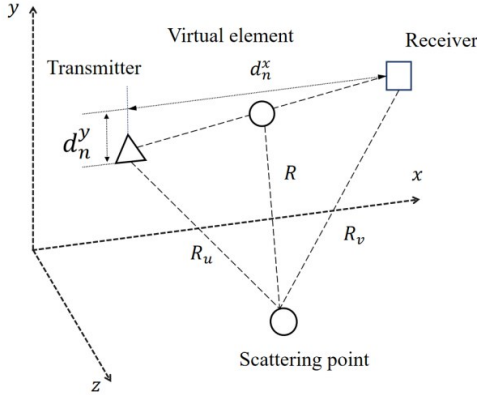 y
Virtual element
Receiver
Transmitter
d_n^x
d_n^y
R
x
R_u
R_v
Scattering point
z